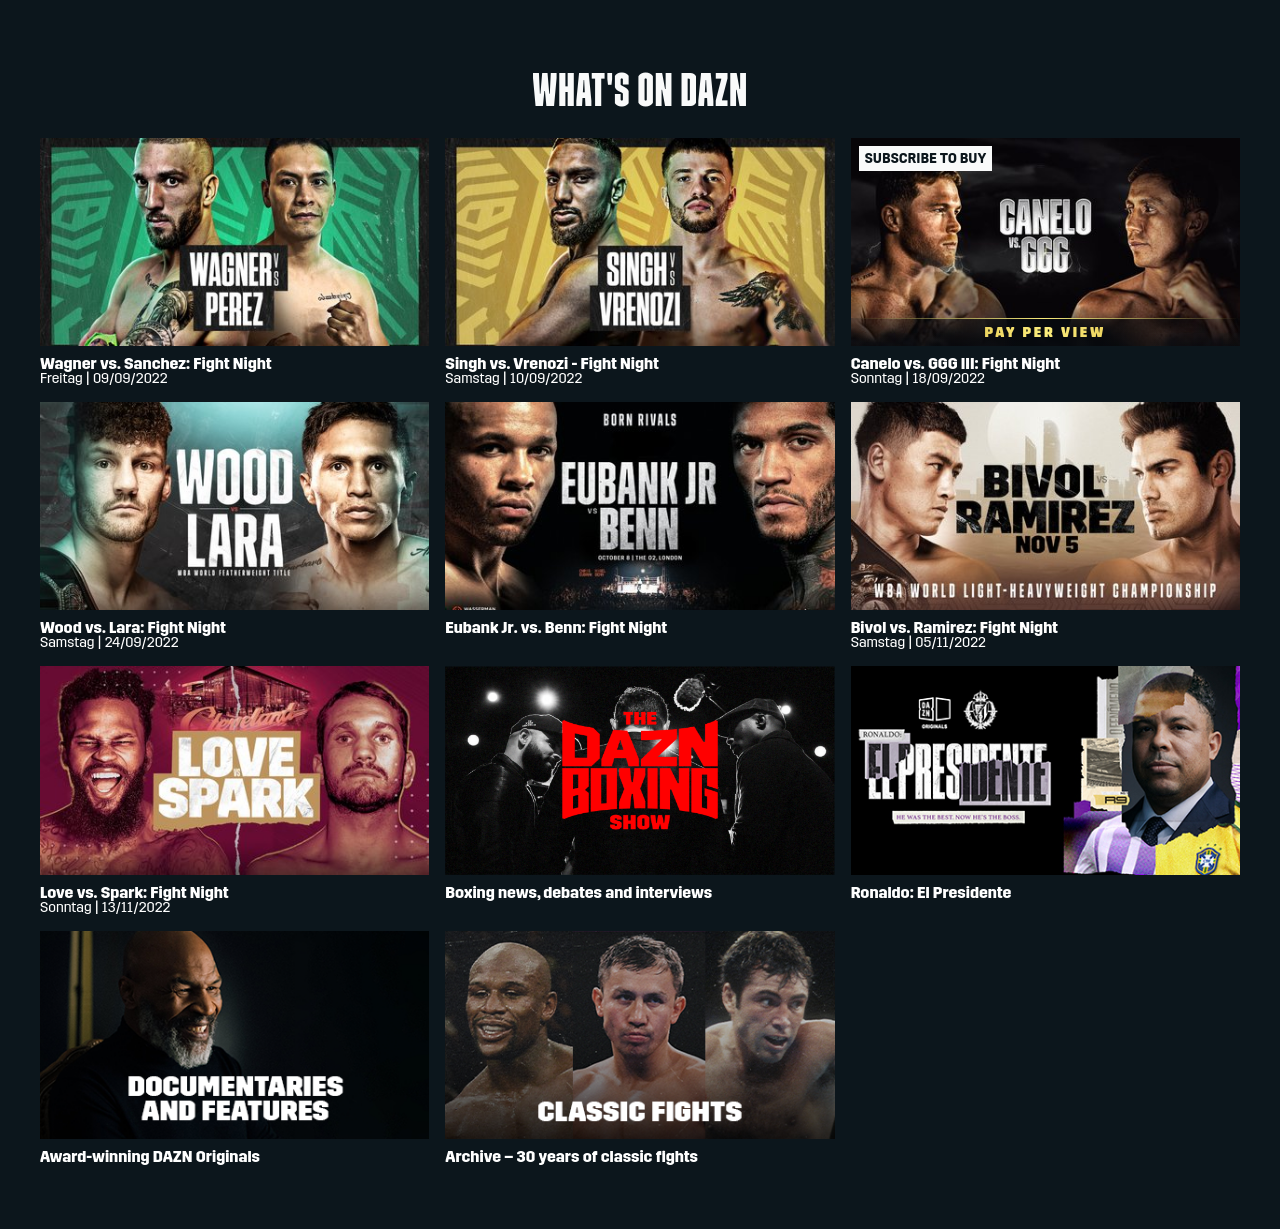 WHAT'S ON DAZN
WAGNER VS
PEREZ
SINGH VS
VRENOZI
SUBSCRIBE TO BUY
CANELO
VS.
GGG
PAY PER VIEW
Wagner vs. Sanchez: Fight Night
Freitag | 09/09/2022
Singh vs. Vrenozi - Fight Night
Samstag | 10/09/2022
Canelo vs. GGG III: Fight Night
Sonntag | 18/09/2022
WOOD
VS
LARA
WBA WORLD FEATHERWEIGHT TITLE
BORN RIVALS
EUBANK JR
VS
BENN
OCTOBER 8 | THE O2, LONDON
WASSERMAN
BIVOL
VS
RAMIREZ
NOV 5
WBA WORLD LIGHT-HEAVYWEIGHT CHAMPIONSHIP
Wood vs. Lara: Fight Night
Samstag | 24/09/2022
Eubank Jr. vs. Benn: Fight Night
Bivol vs. Ramirez: Fight Night
Samstag | 05/11/2022
Cleveland
LOVE
SPARK
THE
DAZN
BOXING
SHOW
DAZN
ORIGINALS
RONALDO:
EL PRESIDENTE
HE WAS THE BEST. NOW HE'S THE BOSS.
R9
Love vs. Spark: Fight Night
Sonntag | 13/11/2022
Boxing news, debates and interviews
Ronaldo: El Presidente
DOCUMENTARIES
AND FEATURES
CLASSIC FIGHTS
Award-winning DAZN Originals
Archive – 30 years of classic fights